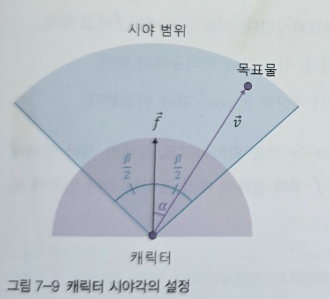 시야 범위
목표물
f⃗
v⃗
β/2 β/2
α
캐릭터
그림 7-9 캐릭터 시야각의 설정